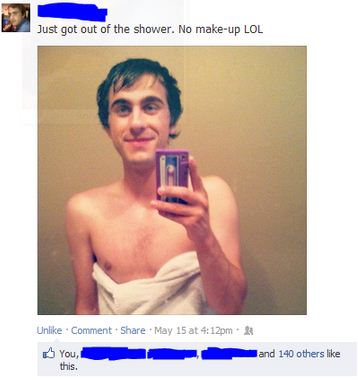 Just got out of the shower. No make-up LOL
Unlike · Comment · Share · May 15 at 4:12pm ·
You, , and 140 others like
this.